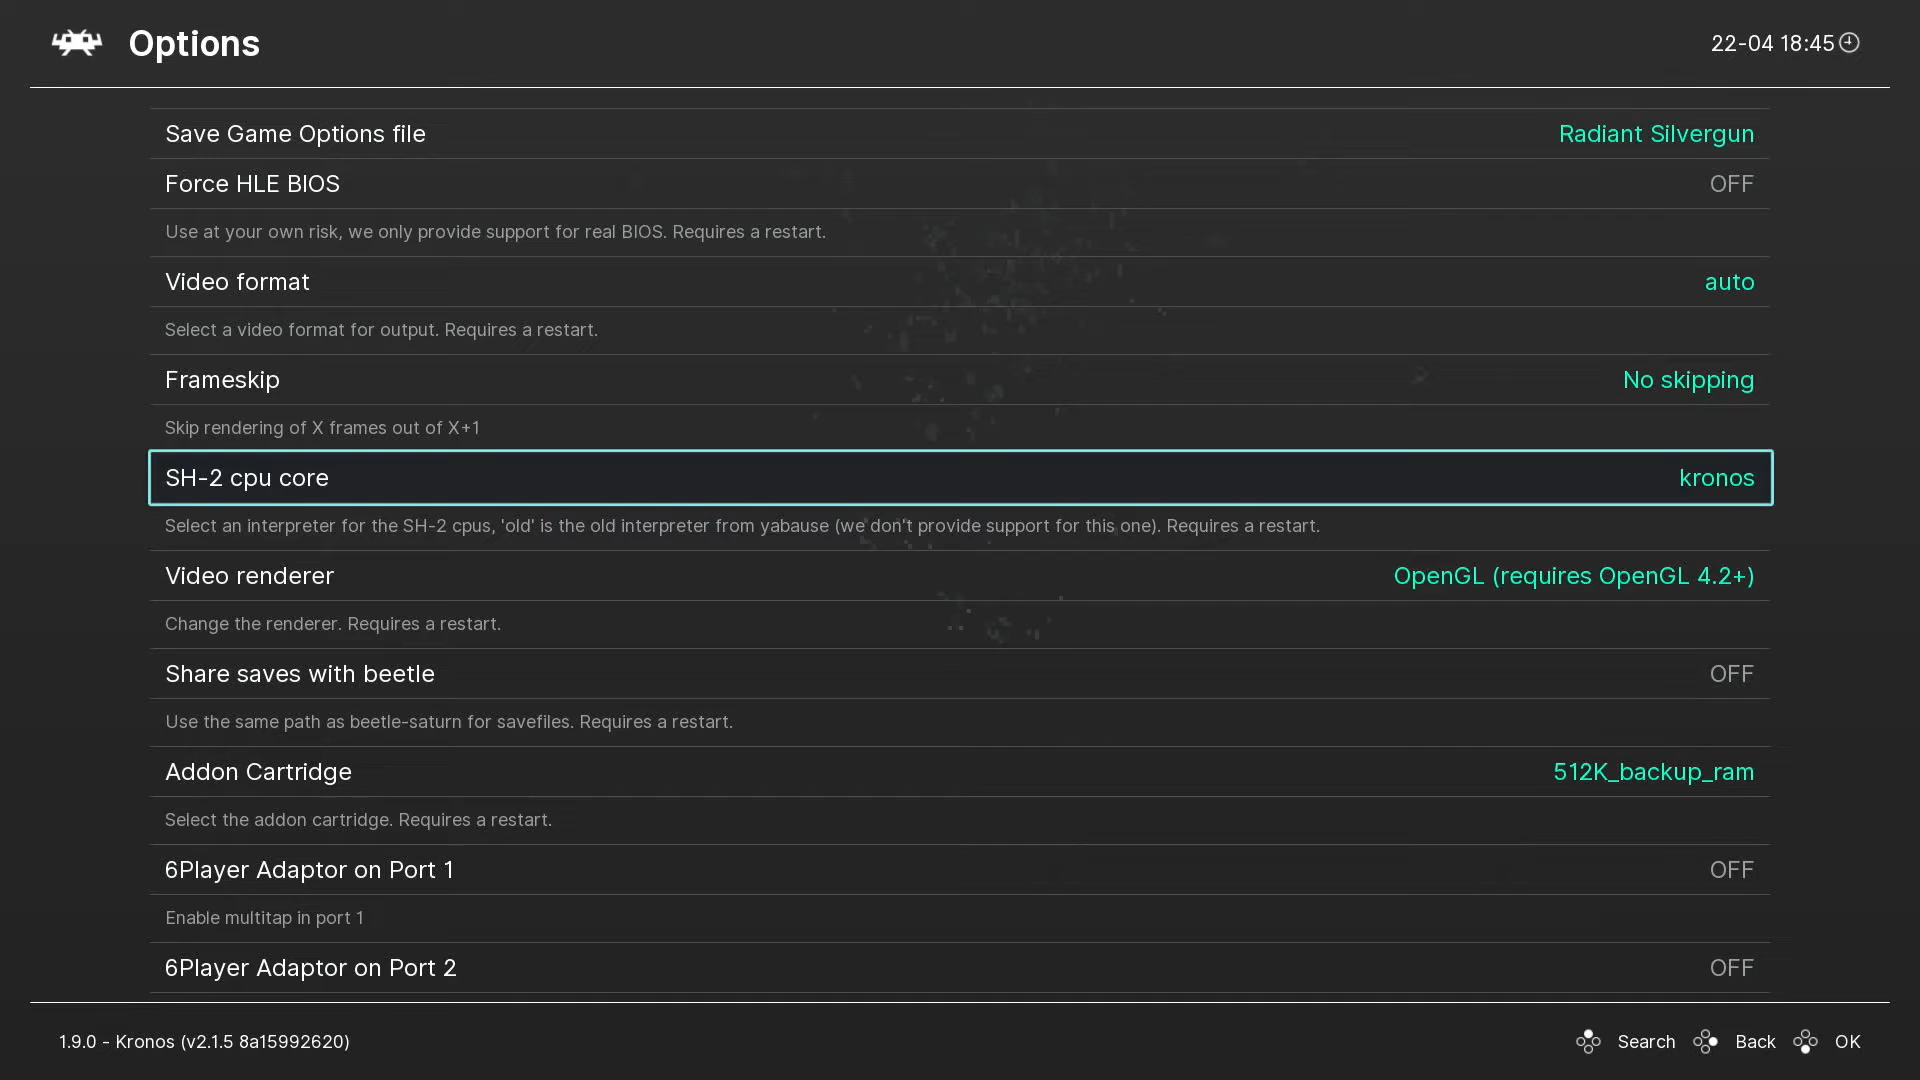 Options
22-04 18:45
Save Game Options file Radiant Silvergun
Force HLE BIOS OFF
Use at your own risk, we only provide support for real BIOS. Requires a restart.
Video format auto
Select a video format for output. Requires a restart.
Frameskip No skipping
Skip rendering of X frames out of X+1
SH-2 cpu core kronos
Select an interpreter for the SH-2 cpus, 'old' is the old interpreter from yabause (we don't provide support for this one). Requires a restart.
Video renderer OpenGL (requires OpenGL 4.2+)
Change the renderer. Requires a restart.
Share saves with beetle OFF
Use the same path as beetle-saturn for savefiles. Requires a restart.
Addon Cartridge 512K_backup_ram
Select the addon cartridge. Requires a restart.
6Player Adaptor on Port 1 OFF
Enable multitap in port 1
6Player Adaptor on Port 2 OFF
1.9.0 - Kronos (v2.1.5 8a15992620) Search Back OK